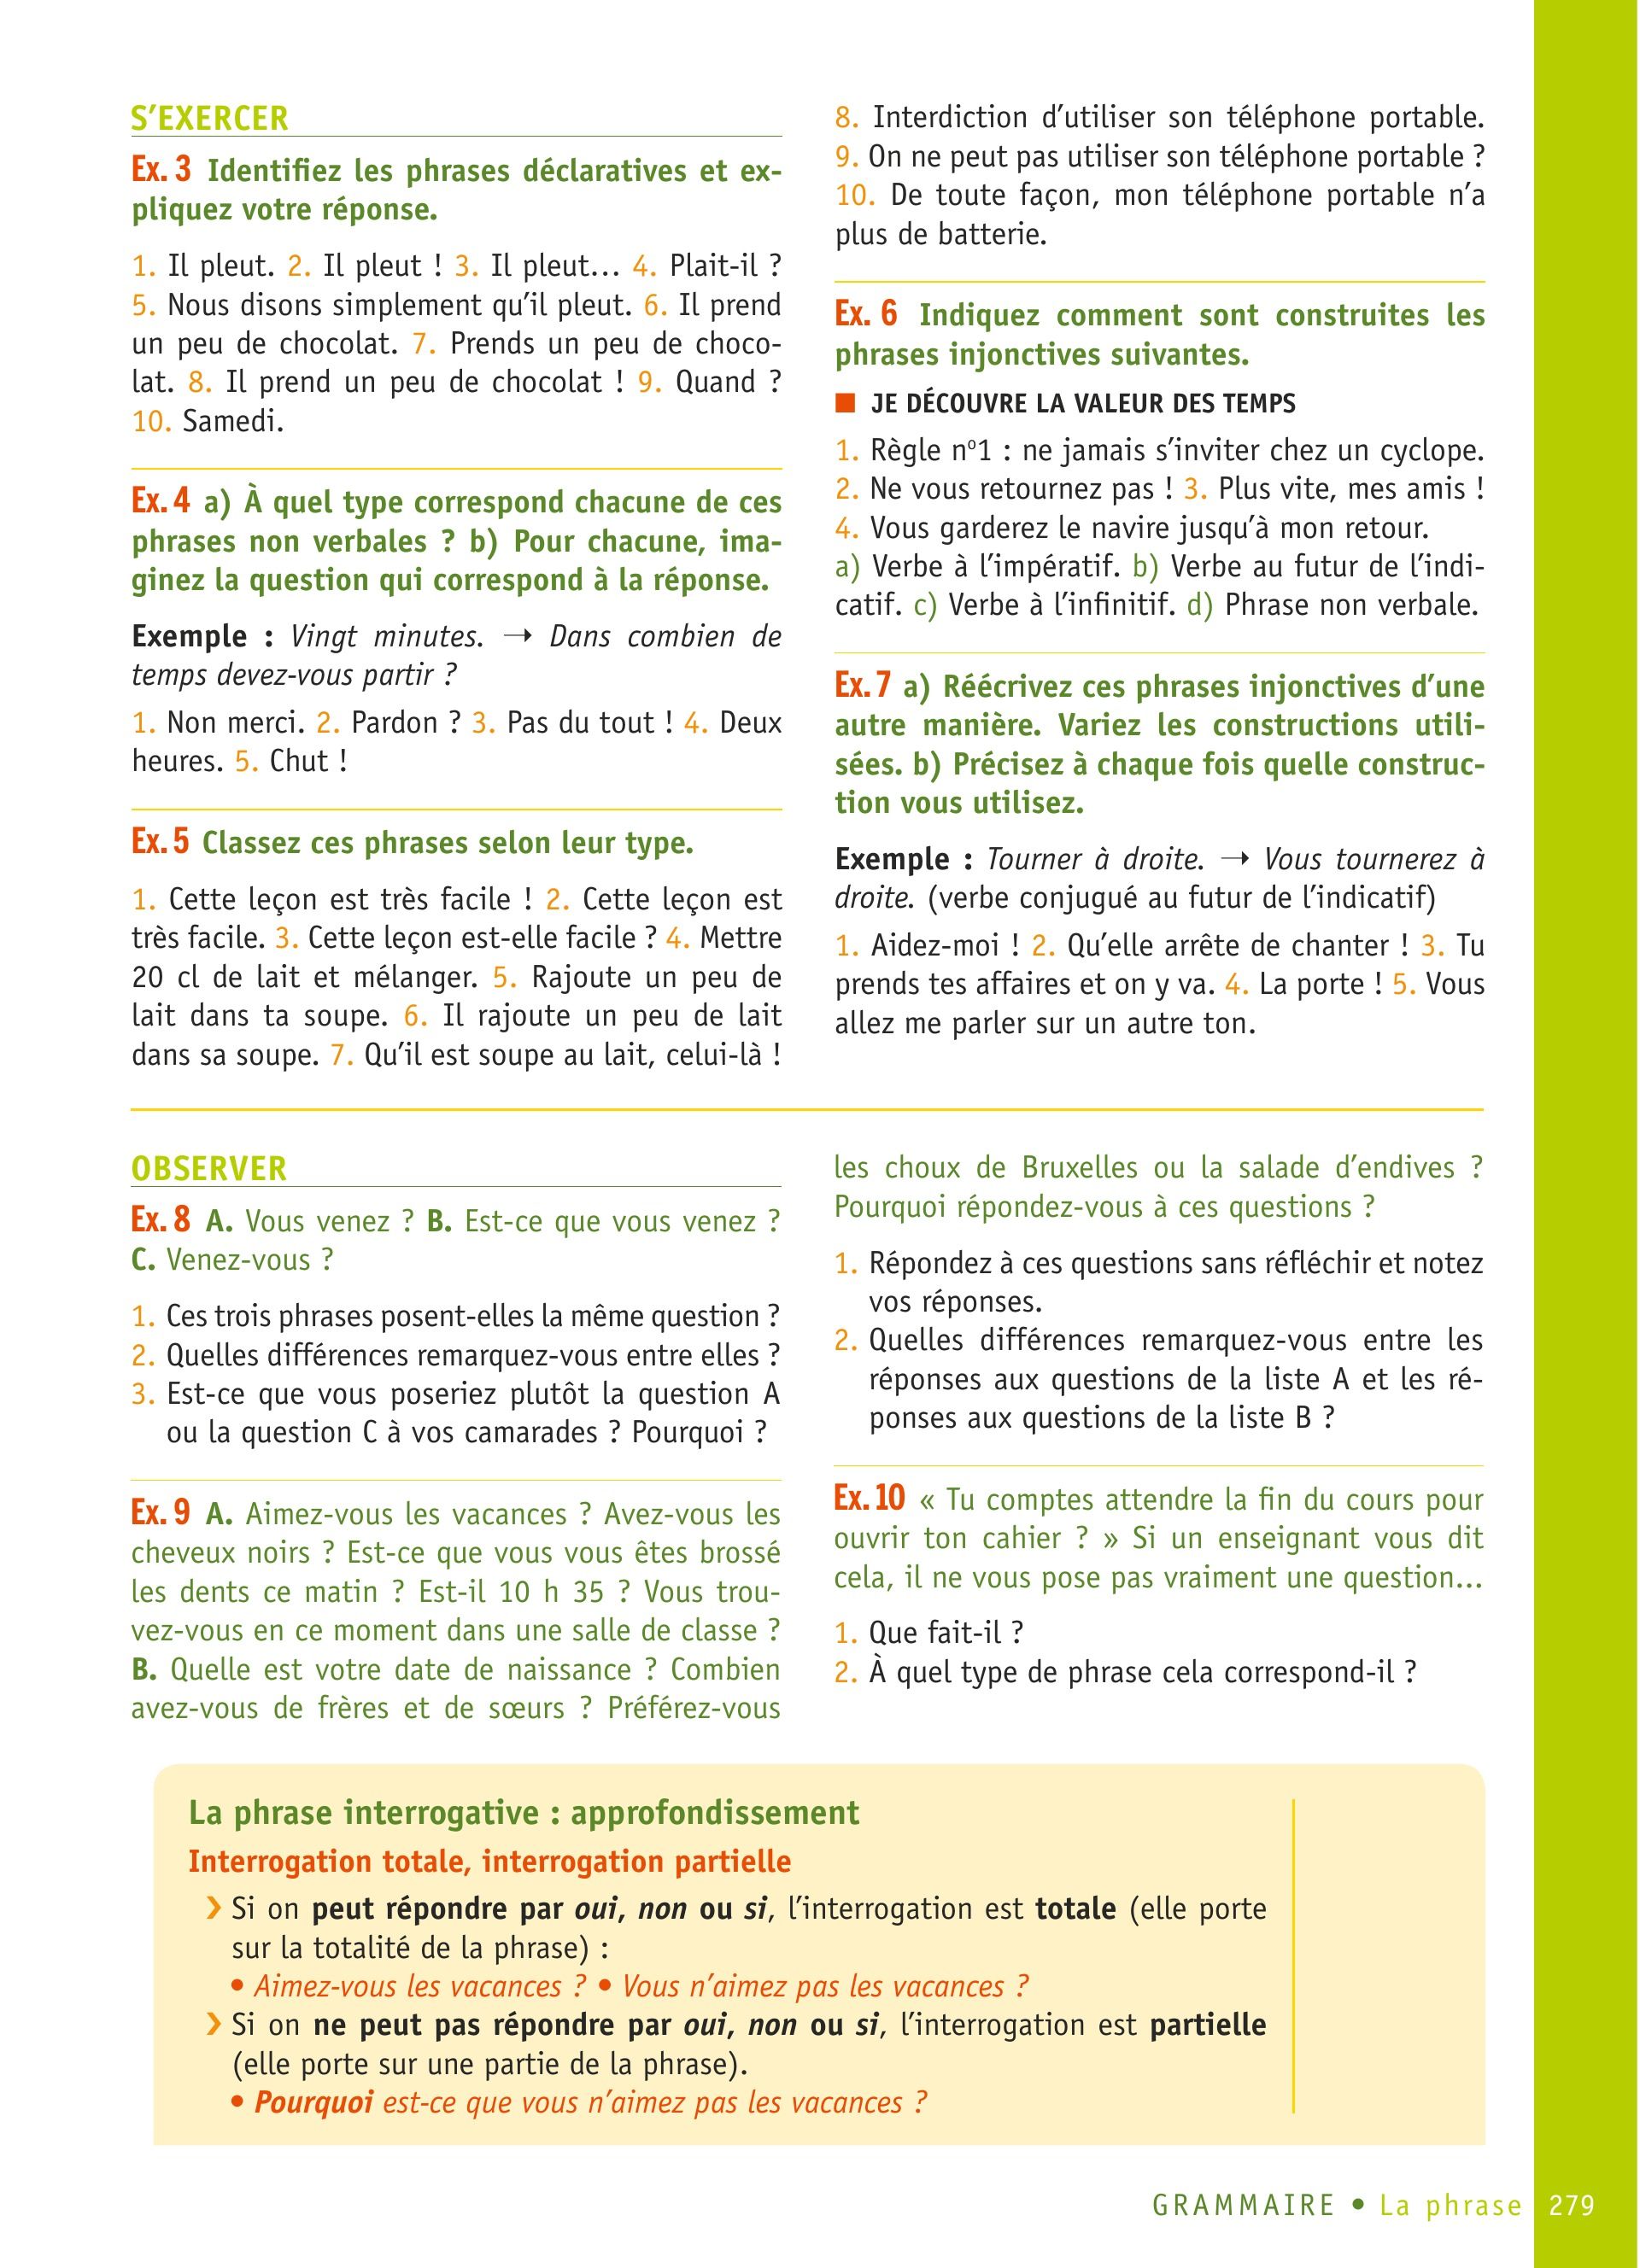 S’EXERCER
Ex. 3 Identifiez les phrases déclaratives et ex-
pliquez votre réponse.
1. Il pleut. 2. Il pleut ! 3. Il pleut… 4. Plait-il ?
5. Nous disons simplement qu’il pleut. 6. Il prend
un peu de chocolat. 7. Prends un peu de choco-
lat. 8. Il prend un peu de chocolat ! 9. Quand ?
10. Samedi.
Ex. 4 a) À quel type correspond chacune de ces
phrases non verbales ? b) Pour chacune, ima-
ginez la question qui correspond à la réponse.
Exemple : Vingt minutes. → Dans combien de
temps devez-vous partir ?
1. Non merci. 2. Pardon ? 3. Pas du tout ! 4. Deux
heures. 5. Chut !
Ex. 5 Classez ces phrases selon leur type.
1. Cette leçon est très facile ! 2. Cette leçon est
très facile. 3. Cette leçon est-elle facile ? 4. Mettre
20 cl de lait et mélanger. 5. Rajoute un peu de
lait dans ta soupe. 6. Il rajoute un peu de lait
dans sa soupe. 7. Qu’il est soupe au lait, celui-là !
8. Interdiction d’utiliser son téléphone portable.
9. On ne peut pas utiliser son téléphone portable ?
10. De toute façon, mon téléphone portable n’a
plus de batterie.
Ex. 6 Indiquez comment sont construites les
phrases injonctives suivantes.
■ JE DÉCOUVRE LA VALEUR DES TEMPS
1. Règle nº1 : ne jamais s’inviter chez un cyclope.
2. Ne vous retournez pas ! 3. Plus vite, mes amis !
4. Vous garderez le navire jusqu’à mon retour.
a) Verbe à l’impératif. b) Verbe au futur de l’indi-
catif. c) Verbe à l’infinitif. d) Phrase non verbale.
Ex. 7 a) Réécrivez ces phrases injonctives d’une
autre manière. Variez les constructions utili-
sées. b) Précisez à chaque fois quelle construc-
tion vous utilisez.
Exemple : Tourner à droite. → Vous tournerez à
droite. (verbe conjugué au futur de l’indicatif)
1. Aidez-moi ! 2. Qu’elle arrête de chanter ! 3. Tu
prends tes affaires et on y va. 4. La porte ! 5. Vous
allez me parler sur un autre ton.
OBSERVER
Ex. 8 A. Vous venez ? B. Est-ce que vous venez ?
C. Venez-vous ?
1. Ces trois phrases posent-elles la même question ?
2. Quelles différences remarquez-vous entre elles ?
3. Est-ce que vous poseriez plutôt la question A
ou la question C à vos camarades ? Pourquoi ?
Ex. 9 A. Aimez-vous les vacances ? Avez-vous les
cheveux noirs ? Est-ce que vous vous êtes brossé
les dents ce matin ? Est-il 10 h 35 ? Vous trou-
vez-vous en ce moment dans une salle de classe ?
B. Quelle est votre date de naissance ? Combien
avez-vous de frères et de sœurs ? Préférez-vous
les choux de Bruxelles ou la salade d’endives ?
Pourquoi répondez-vous à ces questions ?
1. Répondez à ces questions sans réfléchir et notez
vos réponses.
2. Quelles différences remarquez-vous entre les
réponses aux questions de la liste A et les ré-
ponses aux questions de la liste B ?
Ex. 10 « Tu comptes attendre la fin du cours pour
ouvrir ton cahier ? » Si un enseignant vous dit
cela, il ne vous pose pas vraiment une question…
1. Que fait-il ?
2. À quel type de phrase cela correspond-il ?
La phrase interrogative : approfondissement
Interrogation totale, interrogation partielle
❯ Si on peut répondre par oui, non ou si, l’interrogation est totale (elle porte
sur la totalité de la phrase) :
• Aimez-vous les vacances ? • Vous n’aimez pas les vacances ?
❯ Si on ne peut pas répondre par oui, non ou si, l’interrogation est partielle
(elle porte sur une partie de la phrase).
• Pourquoi est-ce que vous n’aimez pas les vacances ?
GRAMMAIRE • La phrase 279